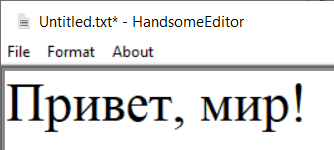 Untitled.txt* - HandsomeEditor
File Format About
Привет, мир!